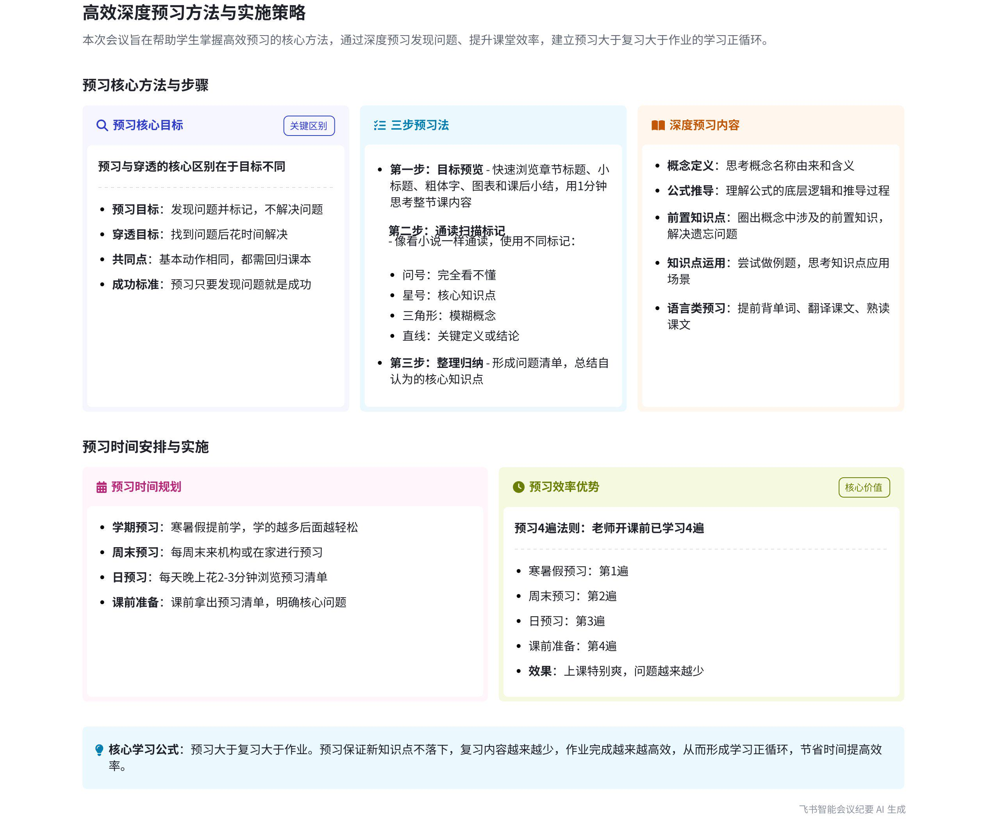 高效深度预习方法与实施策略
本次会议旨在帮助学生掌握高效预习的核心方法，通过深度预习发现问题、提升课堂效率，建立预习大于复习大于作业的学习正循环。
预习核心方法与步骤
预习核心目标
关键区别
预习与穿透的核心区别在于目标不同
• 预习目标：发现问题并标记，不解决问题
• 穿透目标：找到问题后花时间解决
• 共同点：基本动作相同，都需回归课本
• 成功标准：预习只要发现问题就是成功
三步预习法
• 第一步：目标预览 - 快速浏览章节标题、小
标题、粗体字、图表和课后小结，用1分钟
思考整节课内容
第二步：通读扫描标记
- 像看小说一样通读，使用不同标记：
• 问号：完全看不懂
• 星号：核心知识点
• 三角形：模糊概念
• 直线：关键定义或结论
• 第三步：整理归纳 - 形成问题清单，总结自
认为的核心知识点
深度预习内容
• 概念定义：思考概念名称由来和含义
• 公式推导：理解公式的底层逻辑和推导过程
• 前置知识点：圈出概念中涉及的前置知识，
解决遗忘问题
• 知识点运用：尝试做例题，思考知识点应用
场景
• 语言类预习：提前背单词、翻译课文、熟读
课文
预习时间安排与实施
预习时间规划
• 学期预习：寒暑假提前学，学的越多后面越轻松
• 周末预习：每周末来机构或在家进行预习
• 日预习：每天晚上花2-3分钟浏览预习清单
• 课前准备：课前拿出预习清单，明确核心问题
预习效率优势
核心价值
预习4遍法则：老师开课前已学习4遍
• 寒暑假预习：第1遍
• 周末预习：第2遍
• 日预习：第3遍
• 课前准备：第4遍
• 效果：上课特别爽，问题越来越少
核心学习公式：预习大于复习大于作业。预习保证新知识点不落下，复习内容越来越少，作业完成越来越高效，从而形成学习正循环，节省时间提高效
率。
飞书智能会议纪要 AI 生成